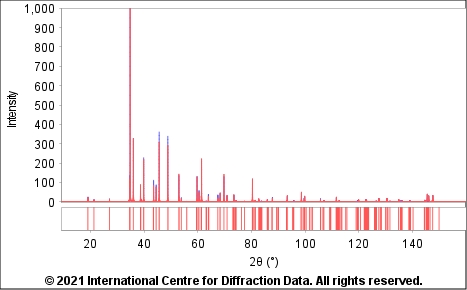 1,000
900
800
700
600
500
400
300
200
100
0
Intensity
20 40 60 80 100 120 140
2θ (°)
© 2021 International Centre for Diffraction Data. All rights reserved.